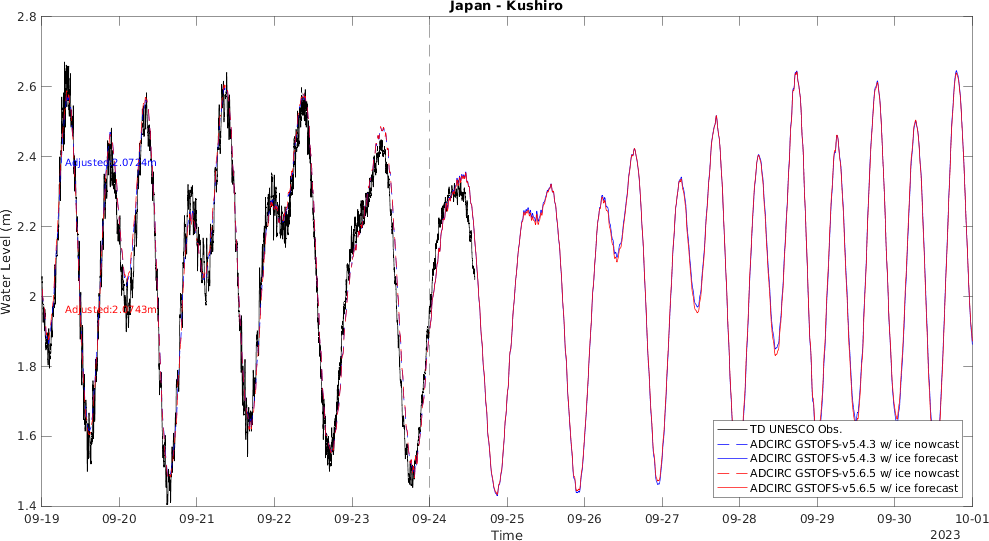 Japan - Kushiro
2.8
2.6
2.4
2.2
2
1.8
1.6
1.4
Water Level (m)
Adjusted:2.0724m
Adjusted:2.0743m
TD UNESCO Obs.
ADCIRC GSTOFS-v5.4.3 w/ ice nowcast
ADCIRC GSTOFS-v5.4.3 w/ ice forecast
ADCIRC GSTOFS-v5.6.5 w/ ice nowcast
ADCIRC GSTOFS-v5.6.5 w/ ice forecast
09-19 09-20 09-21 09-22 09-23 09-24 09-25 09-26 09-27 09-28 09-29 09-30 10-01
Time
2023